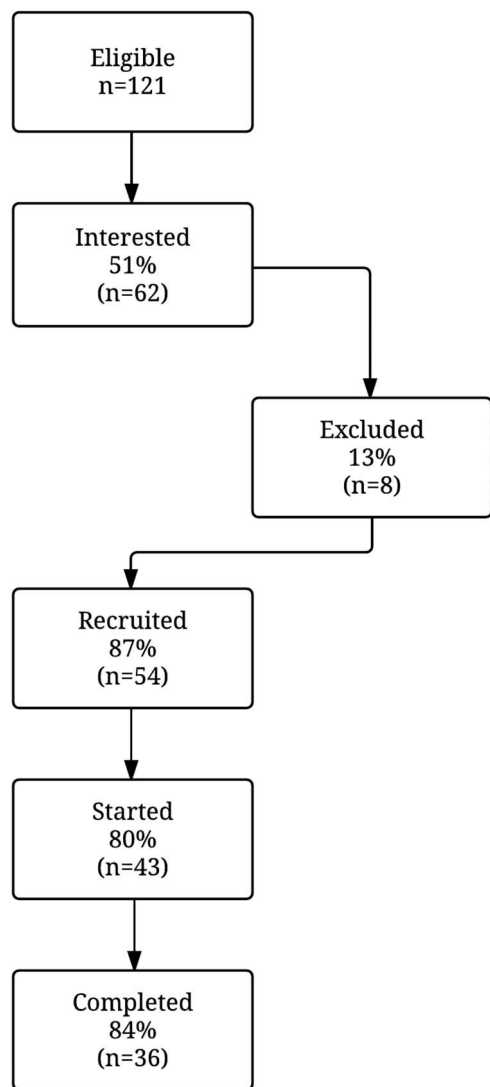 Eligible
n=121
Interested
51%
(n=62)
Excluded
13%
(n=8)
Recruited
87%
(n=54)
Started
80%
(n=43)
Completed
84%
(n=36)